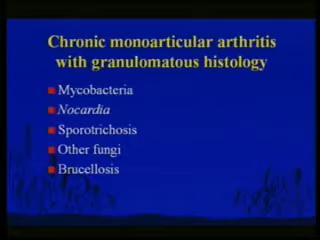 Chronic monoarticular arthritis
with granulomatous histology
Mycobacteria
Nocardia
Sporotrichosis
Other fungi
Brucellosis